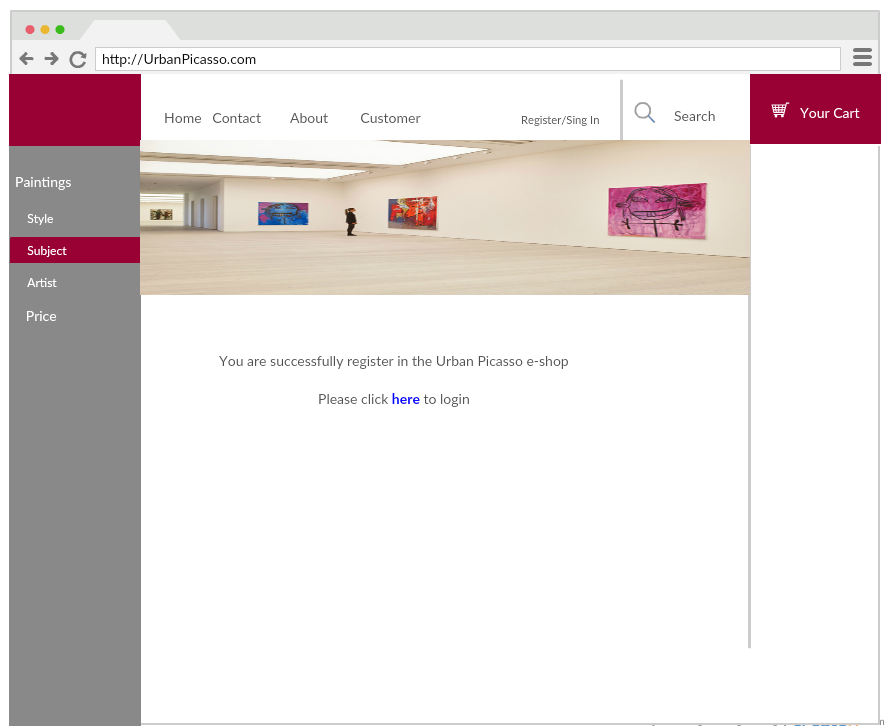 http://UrbanPicasso.com
Home Contact About Customer Register/Sing In Search Your Cart
Paintings
Style
Subject
Artist
Price
You are successfully register in the Urban Picasso e-shop
Please click here to login